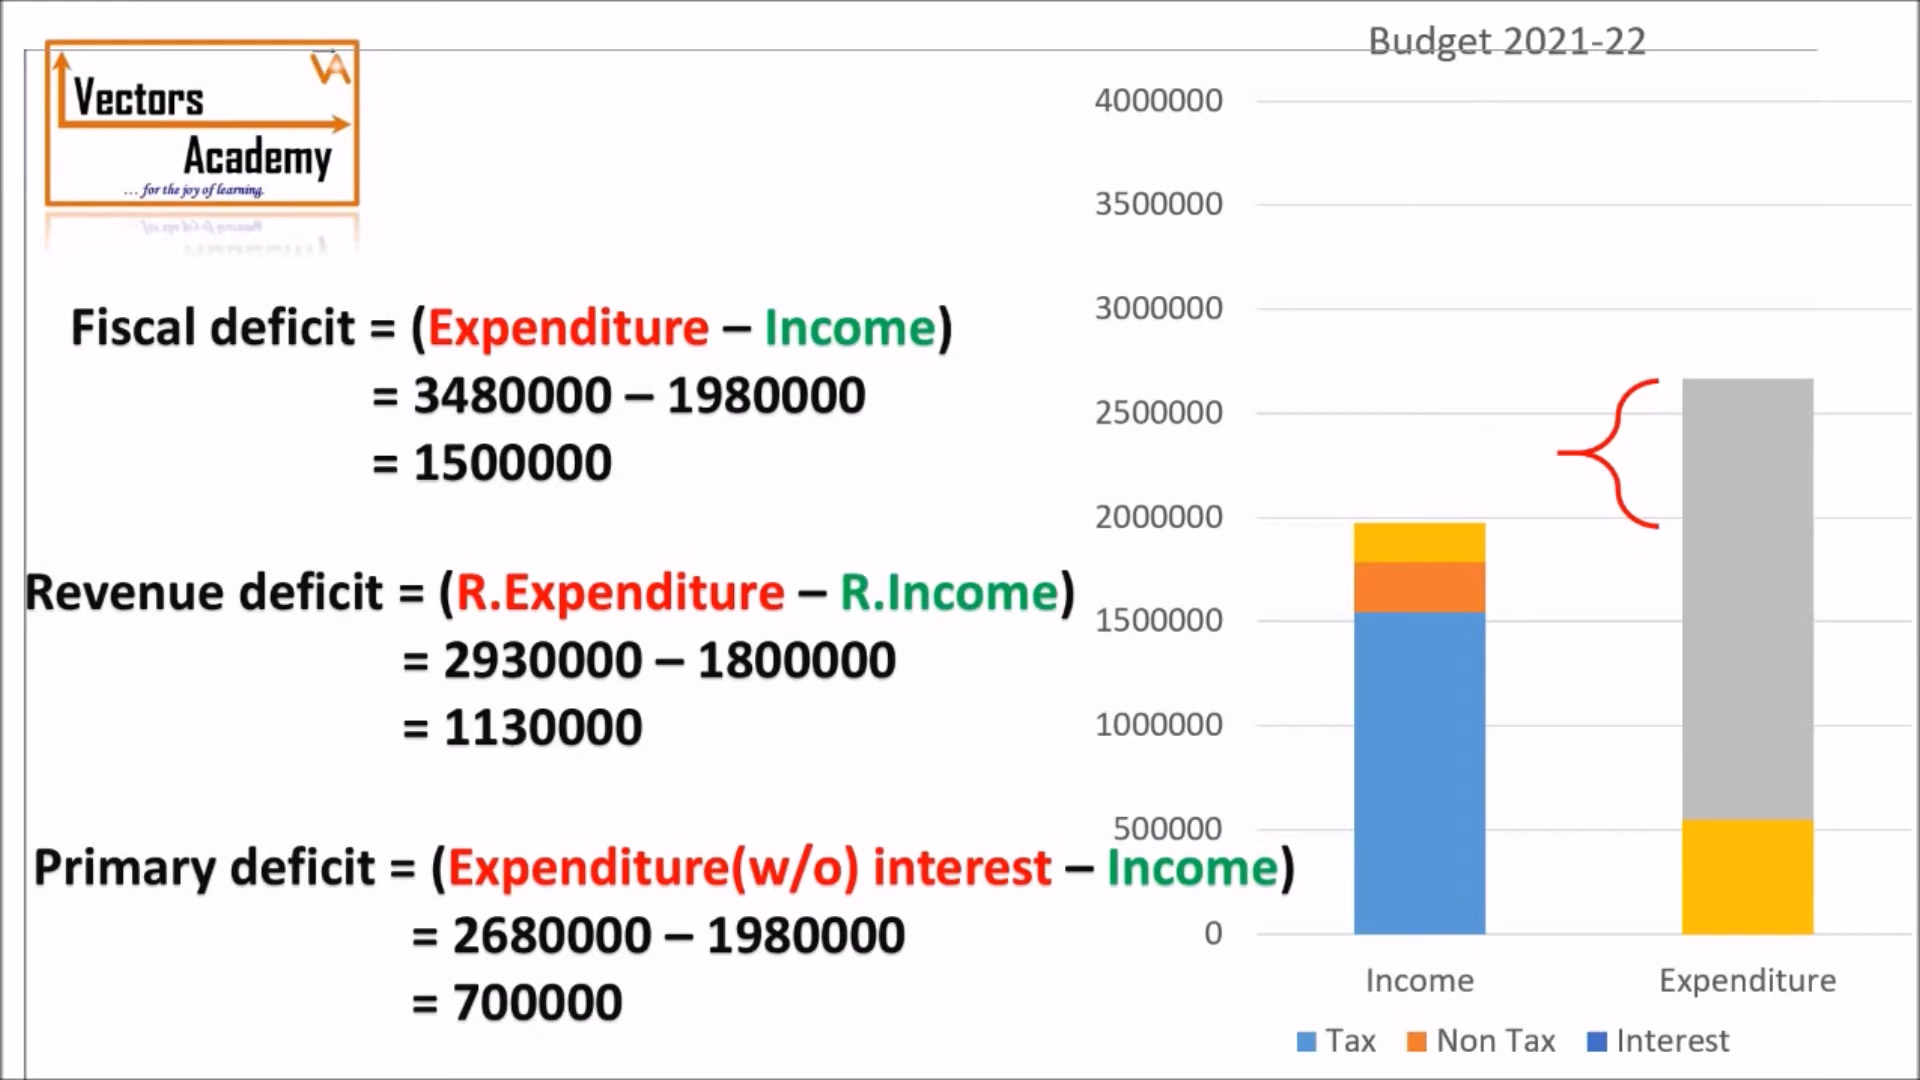 VA
Vectors
Academy
... for the joy of learning.
Fiscal deficit = (Expenditure – Income)
= 3480000 – 1980000
= 1500000
Revenue deficit = (R.Expenditure – R.Income)
= 2930000 – 1800000
= 1130000
Primary deficit = (Expenditure(w/o) interest – Income)
= 2680000 – 1980000
= 700000
Budget 2021-22
4000000
3500000
3000000
2500000
2000000
1500000
1000000
500000
0
Income Expenditure
Tax Non Tax Interest